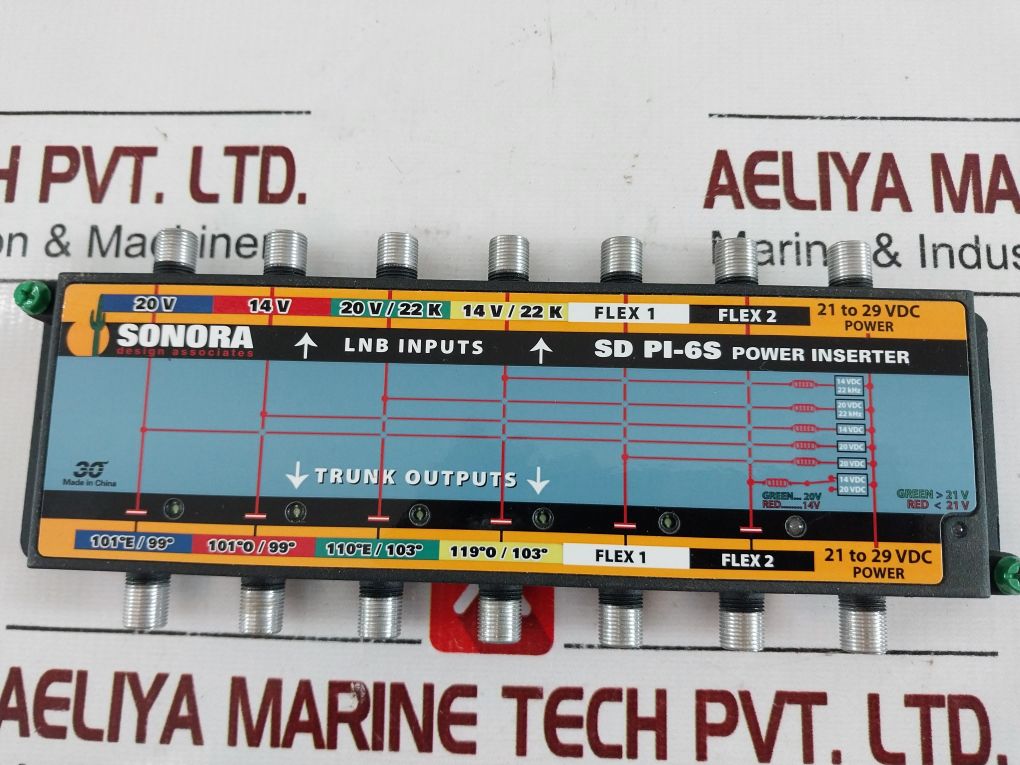 H PVT. LTD.
AELIYA MA
on & Machiner
Marin & Indus
20 V 14 V 20 V / 22 K 14 V / 22 K FLEX 1 FLEX 2 21 to 29 VDC
POWER
SONORA
design associates
LNB INPUTS
SD PI-6S POWER INSERTER
14 VDC
22 kHz
20 VDC
22 kHz
14 VDC
20 VDC
20 VDC
14 VDC
20 VDC
30
Made in China
TRUNK OUTPUTS
GREEN.... 20V
RED........14V
GREEN > 21 V
RED < 21 V
101°E / 99° 101°O / 99° 110°E / 103° 119°O / 103° FLEX 1 FLEX 2 21 to 29 VDC
POWER
AELIYA MARINE TECH PVT. LTD.